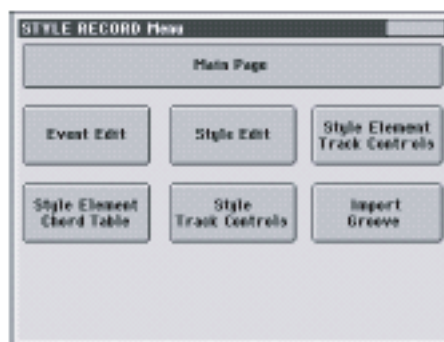 STYLE RECORD Menu
Main Page
Event Edit
Style Edit
Style Element
Track Controls
Style Element
Chord Table
Style
Track Controls
Import
Groove